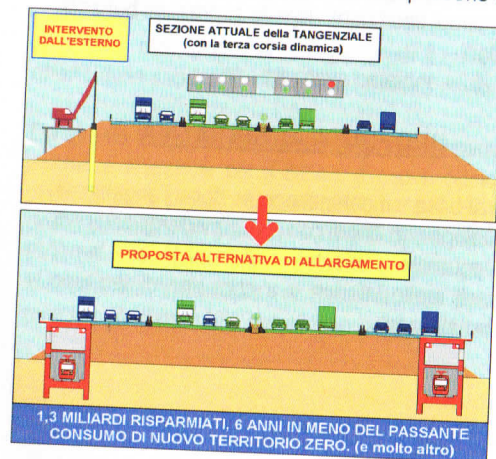 INTERVENTO
DALL'ESTERNO
SEZIONE ATTUALE della TANGENZIALE
(con la terza corsia dinamica)
PROPOSTA ALTERNATIVA DI ALLARGAMENTO
1,3 MILIARDI RISPARMIATI, 6 ANNI IN MENO DEL PASSANTE
CONSUMO DI NUOVO TERRITORIO ZERO. (e molto altro)